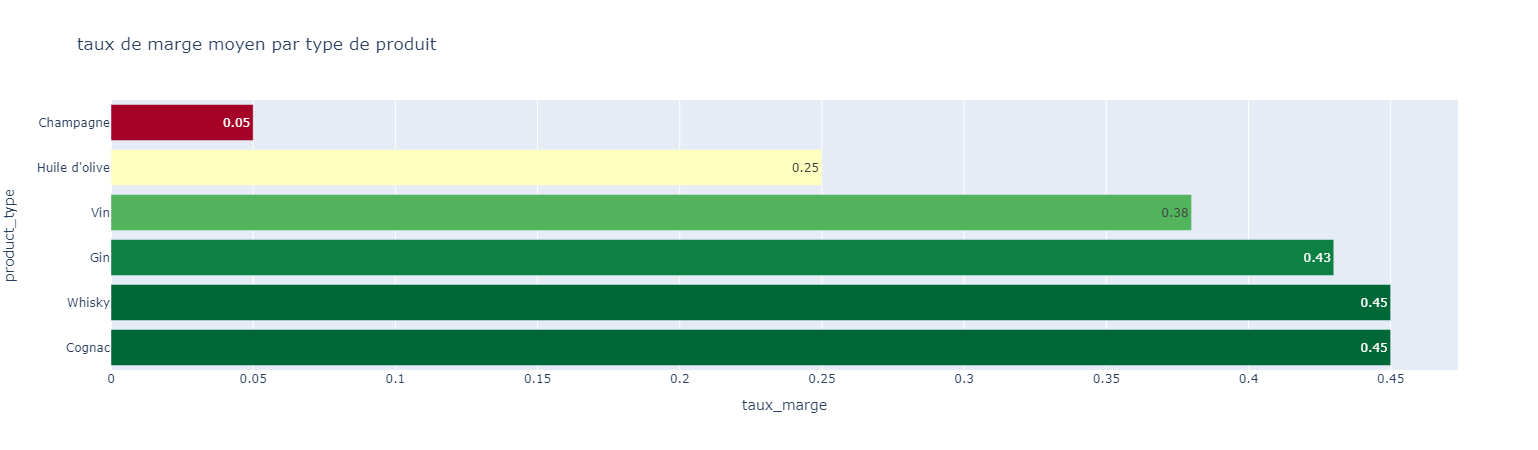 taux de marge moyen par type de produit
product_type
Champagne 0.05
Huile d'olive 0.25
Vin 0.38
Gin 0.43
Whisky 0.45
Cognac 0.45
0 0.05 0.1 0.15 0.2 0.25 0.3 0.35 0.4 0.45
taux_marge